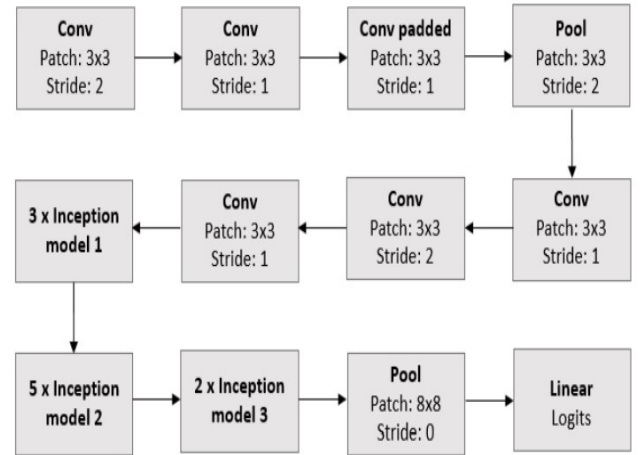 Conv
Patch: 3x3
Stride: 2
Conv
Patch: 3x3
Stride: 1
Conv padded
Patch: 3x3
Stride: 1
Pool
Patch: 3x3
Stride: 2
3 x Inception
model 1
Conv
Patch: 3x3
Stride: 1
Conv
Patch: 3x3
Stride: 2
Conv
Patch: 3x3
Stride: 1
5 x Inception
model 2
2 x Inception
model 3
Pool
Patch: 8x8
Stride: 0
Linear
Logits